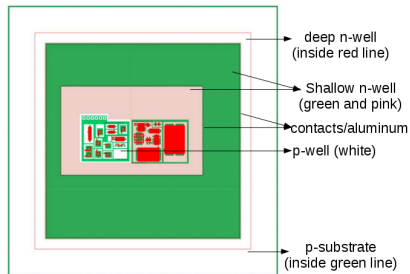 deep n-well
(inside red line)
Shallow n-well
(green and pink)
contacts/aluminum
p-well (white)
p-substrate
(inside green line)